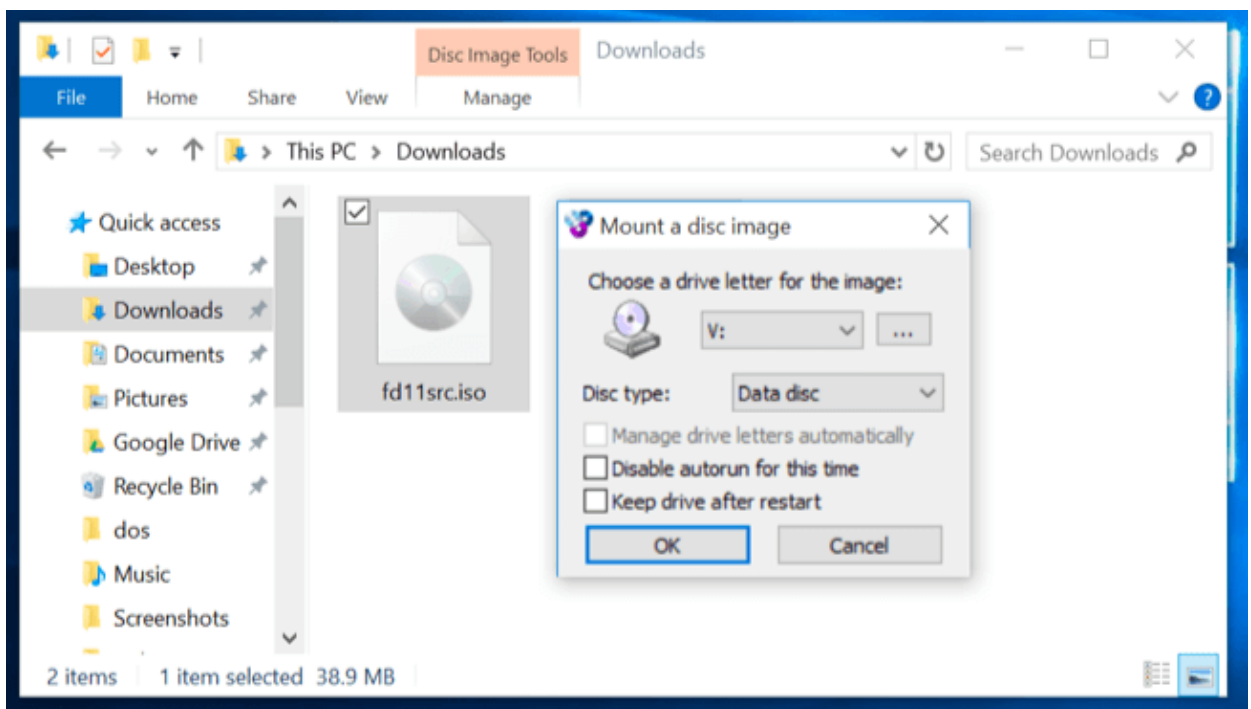 Disc Image Tools
Downloads
File
Home
Share
View
Manage
?
> This PC > Downloads
Search Downloads
Quick access
Desktop
Downloads
Documents
Pictures
Google Drive
Recycle Bin
dos
Music
Screenshots
fd11src.iso
Mount a disc image
Choose a drive letter for the image:
V:
...
Disc type:
Data disc
Manage drive letters automatically
Disable autorun for this time
Keep drive after restart
OK
Cancel
2 items
1 item selected 38.9 MB